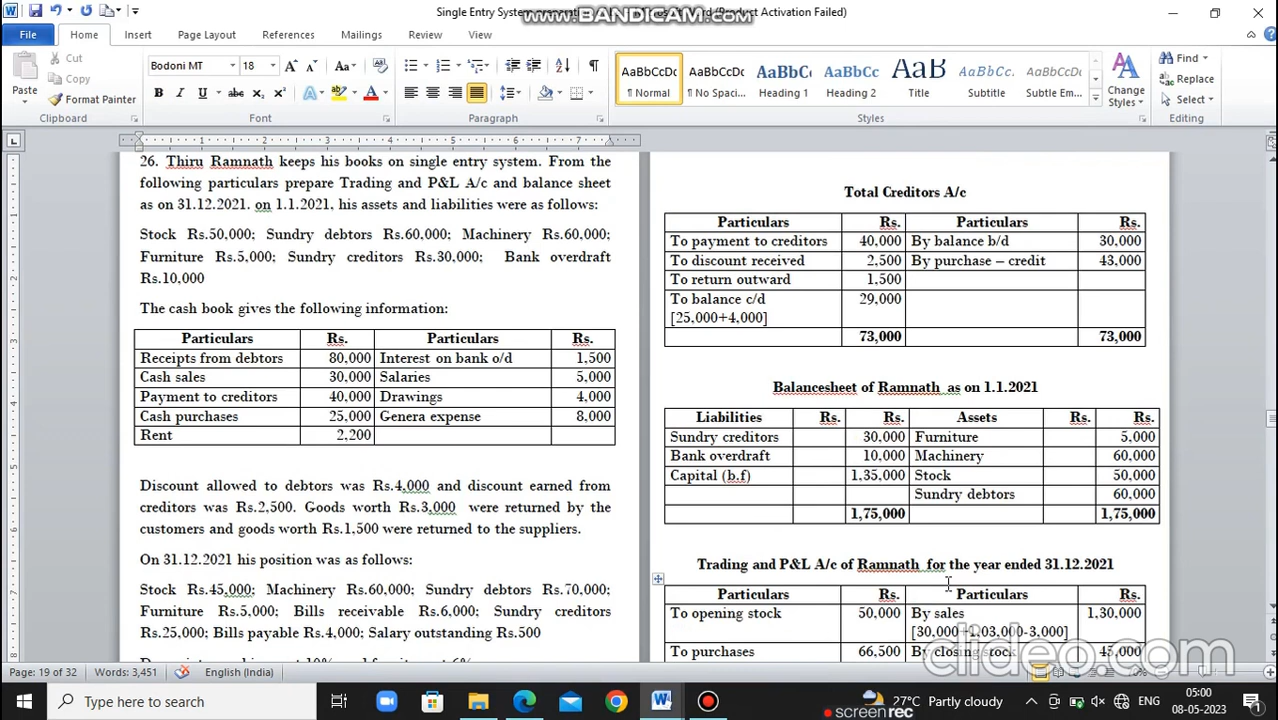 Single Entry System
(Product Activation Failed)
www.BANDICAM.com
File Home Insert Page Layout References Mailings Review View
Paste
Cut
Copy
Format Painter
Clipboard
Bodoni MT 18
Font
Paragraph
AaBbCcDc AaBbCcDc AaBbC AaBbCc AaB AaBbCcL AaBbCcDc
¶ Normal ¶ No Spaci... Heading 1 Heading 2 Title Subtitle Subtle Em...
Change Styles
Styles
Find
Replace
Select
Editing
26. Thiru Ramnath keeps his books on single entry system. From the
following particulars prepare Trading and P&L A/c and balance sheet
as on 31.12.2021. on 1.1.2021, his assets and liabilities were as follows:
Stock Rs.50,000; Sundry debtors Rs.60,000; Machinery Rs.60,000;
Furniture Rs.5,000; Sundry creditors Rs.30,000; Bank overdraft
Rs.10,000
The cash book gives the following information:
Particulars Rs. Particulars Rs.
Receipts from debtors 80,000 Interest on bank o/d 1,500
Cash sales 30,000 Salaries 5,000
Payment to creditors 40,000 Drawings 4,000
Cash purchases 25,000 Genera expense 8,000
Rent 2,200
Discount allowed to debtors was Rs.4,000 and discount earned from
creditors was Rs.2,500. Goods worth Rs.3,000 were returned by the
customers and goods worth Rs.1,500 were returned to the suppliers.
On 31.12.2021 his position was as follows:
Stock Rs.45,000; Machinery Rs.60,000; Sundry debtors Rs.70,000;
Furniture Rs.5,000; Bills receivable Rs.6,000; Sundry creditors
Rs.25,000; Bills payable Rs.4,000; Salary outstanding Rs.500
Total Creditors A/c
Particulars Rs. Particulars Rs.
To payment to creditors 40,000 By balance b/d 30,000
To discount received 2,500 By purchase – credit 43,000
To return outward 1,500
To balance c/d 29,000
[25,000+4,000]
73,000 73,000
Balancesheet of Ramnath as on 1.1.2021
Liabilities Rs. Rs. Assets Rs. Rs.
Sundry creditors 30,000 Furniture 5,000
Bank overdraft 10,000 Machinery 60,000
Capital (b.f) 1,35,000 Stock 50,000
Sundry debtors 60,000
1,75,000 1,75,000
Trading and P&L A/c of Ramnath for the year ended 31.12.2021
Particulars Rs. Particulars Rs.
To opening stock 50,000 By sales 1,30,000
[30,000+1,03,000-3,000]
To purchases 66,500 By closing stock 45,000
clideo.com
Page: 19 of 32 Words: 3,451 English (India)
Type here to search
27°C Partly cloudy ENG 05:00
08-05-2023
screen rec